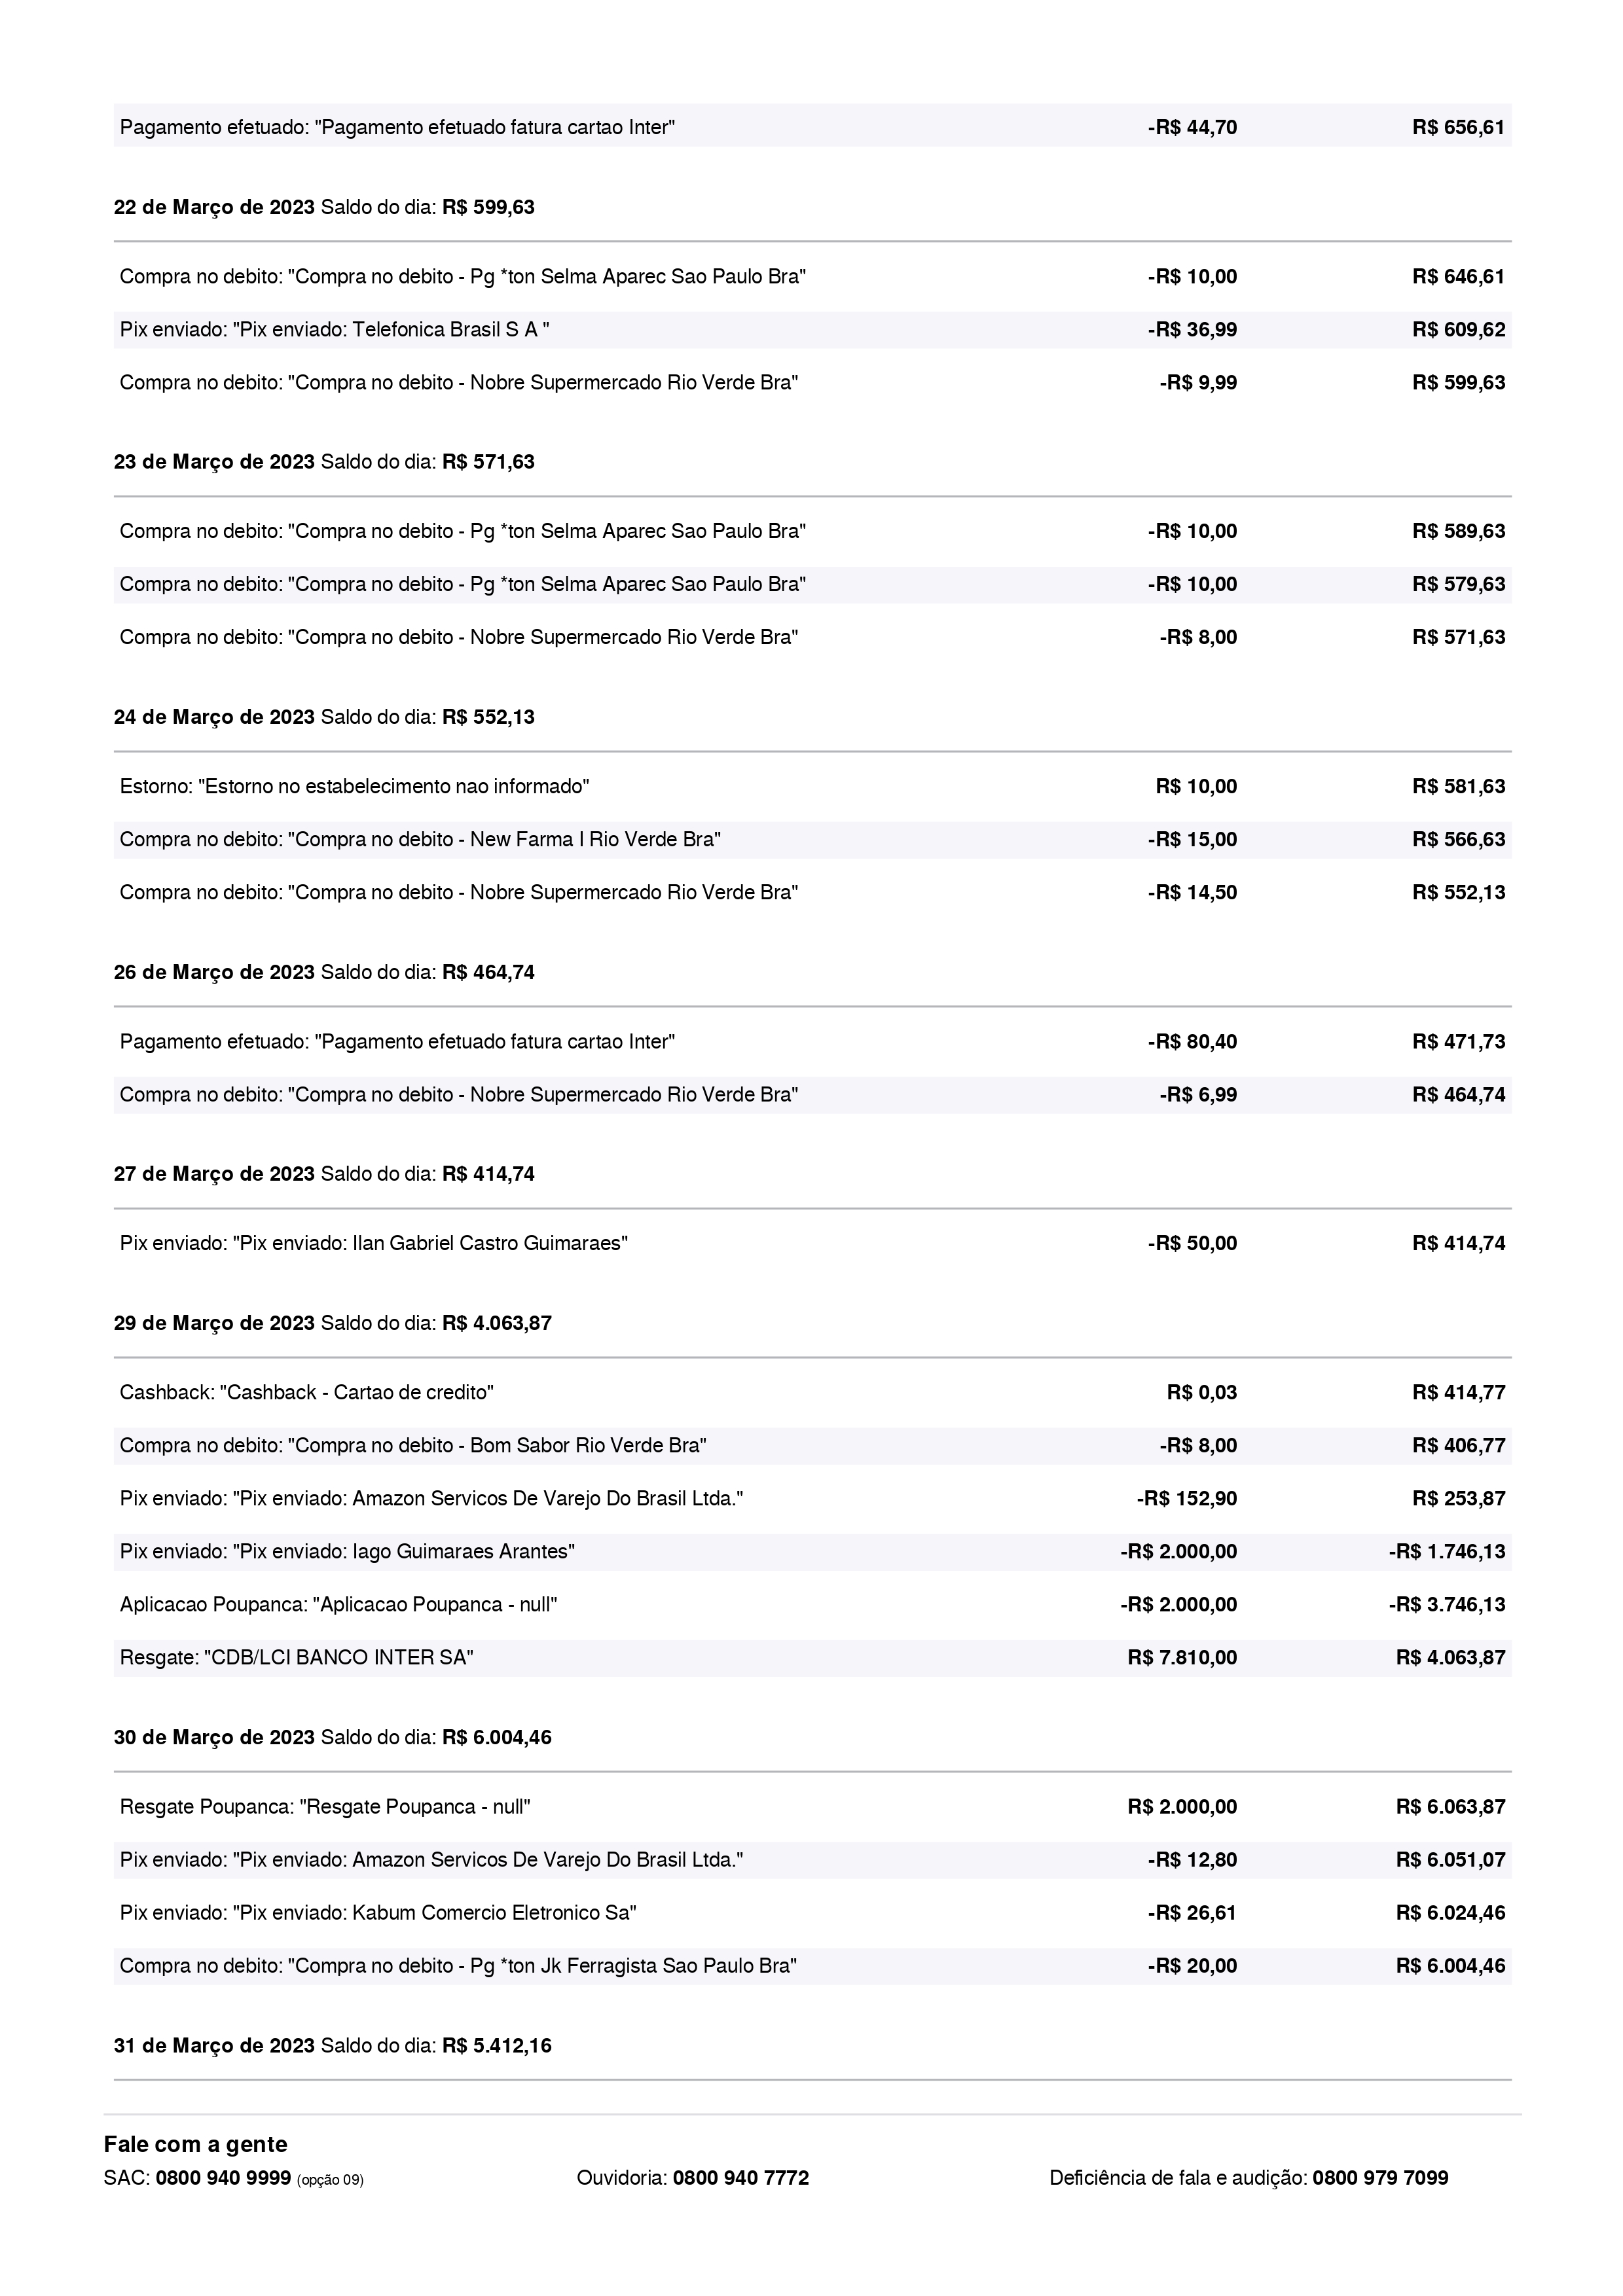 Pagamento efetuado: "Pagamento efetuado fatura cartao Inter" -R$ 44,70 R$ 656,61
22 de Março de 2023 Saldo do dia: R$ 599,63
Compra no debito: "Compra no debito - Pg *ton Selma Aparec Sao Paulo Bra" -R$ 10,00 R$ 646,61
Pix enviado: "Pix enviado: Telefonica Brasil S A " -R$ 36,99 R$ 609,62
Compra no debito: "Compra no debito - Nobre Supermercado Rio Verde Bra" -R$ 9,99 R$ 599,63
23 de Março de 2023 Saldo do dia: R$ 571,63
Compra no debito: "Compra no debito - Pg *ton Selma Aparec Sao Paulo Bra" -R$ 10,00 R$ 589,63
Compra no debito: "Compra no debito - Pg *ton Selma Aparec Sao Paulo Bra" -R$ 10,00 R$ 579,63
Compra no debito: "Compra no debito - Nobre Supermercado Rio Verde Bra" -R$ 8,00 R$ 571,63
24 de Março de 2023 Saldo do dia: R$ 552,13
Estorno: "Estorno no estabelecimento nao informado" R$ 10,00 R$ 581,63
Compra no debito: "Compra no debito - New Farma I Rio Verde Bra" -R$ 15,00 R$ 566,63
Compra no debito: "Compra no debito - Nobre Supermercado Rio Verde Bra" -R$ 14,50 R$ 552,13
26 de Março de 2023 Saldo do dia: R$ 464,74
Pagamento efetuado: "Pagamento efetuado fatura cartao Inter" -R$ 80,40 R$ 471,73
Compra no debito: "Compra no debito - Nobre Supermercado Rio Verde Bra" -R$ 6,99 R$ 464,74
27 de Março de 2023 Saldo do dia: R$ 414,74
Pix enviado: "Pix enviado: Ilan Gabriel Castro Guimaraes" -R$ 50,00 R$ 414,74
29 de Março de 2023 Saldo do dia: R$ 4.063,87
Cashback: "Cashback - Cartao de credito" R$ 0,03 R$ 414,77
Compra no debito: "Compra no debito - Bom Sabor Rio Verde Bra" -R$ 8,00 R$ 406,77
Pix enviado: "Pix enviado: Amazon Servicos De Varejo Do Brasil Ltda." -R$ 152,90 R$ 253,87
Pix enviado: "Pix enviado: Iago Guimaraes Arantes" -R$ 2.000,00 -R$ 1.746,13
Aplicacao Poupanca: "Aplicacao Poupanca - null" -R$ 2.000,00 -R$ 3.746,13
Resgate: "CDB/LCI BANCO INTER SA" R$ 7.810,00 R$ 4.063,87
30 de Março de 2023 Saldo do dia: R$ 6.004,46
Resgate Poupanca: "Resgate Poupanca - null" R$ 2.000,00 R$ 6.063,87
Pix enviado: "Pix enviado: Amazon Servicos De Varejo Do Brasil Ltda." -R$ 12,80 R$ 6.051,07
Pix enviado: "Pix enviado: Kabum Comercio Eletronico Sa" -R$ 26,61 R$ 6.024,46
Compra no debito: "Compra no debito - Pg *ton Jk Ferragista Sao Paulo Bra" -R$ 20,00 R$ 6.004,46
31 de Março de 2023 Saldo do dia: R$ 5.412,16
Fale com a gente
SAC: 0800 940 9999 (opção 09) Ouvidoria: 0800 940 7772 Deficiência de fala e audição: 0800 979 7099